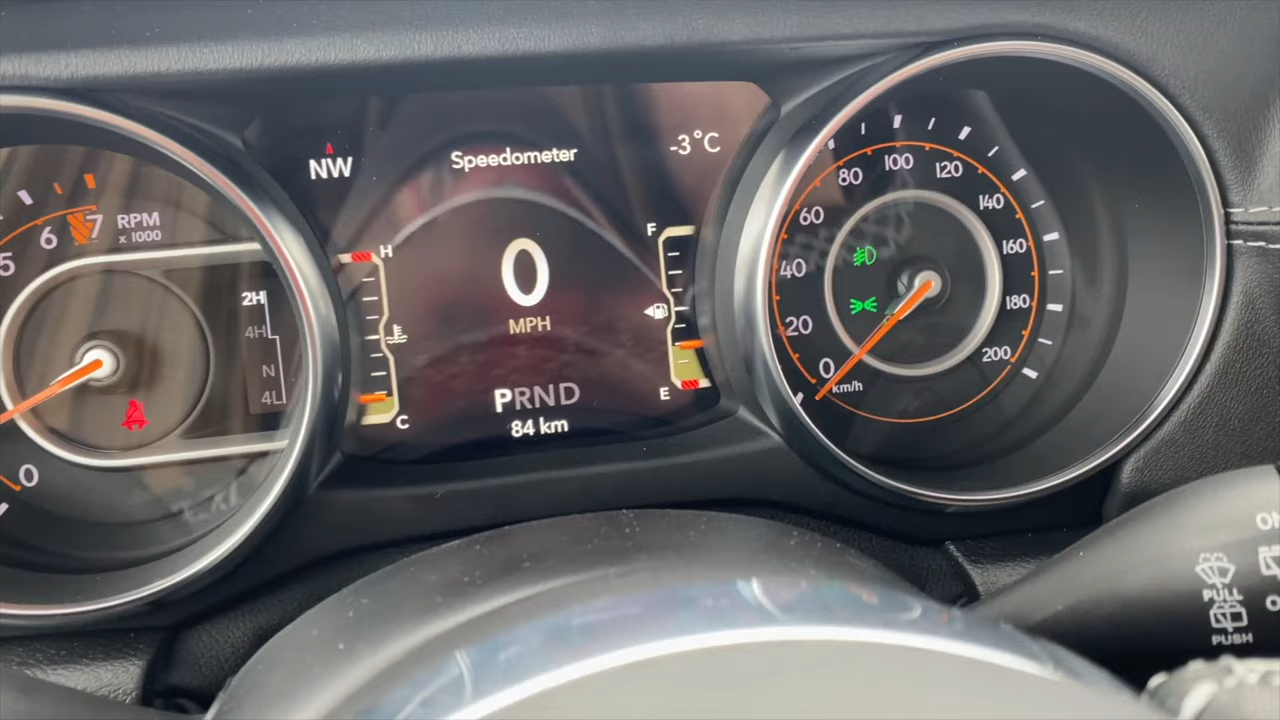 NW
Speedometer
-3°C
5 6 7
RPM
x 1000
0
2H
4H
N
4L
H
C
0
MPH
PRND
84 km
F
E
0 20 40 60 80 100 120 140 160 180 200
km/h
PULL
PUSH